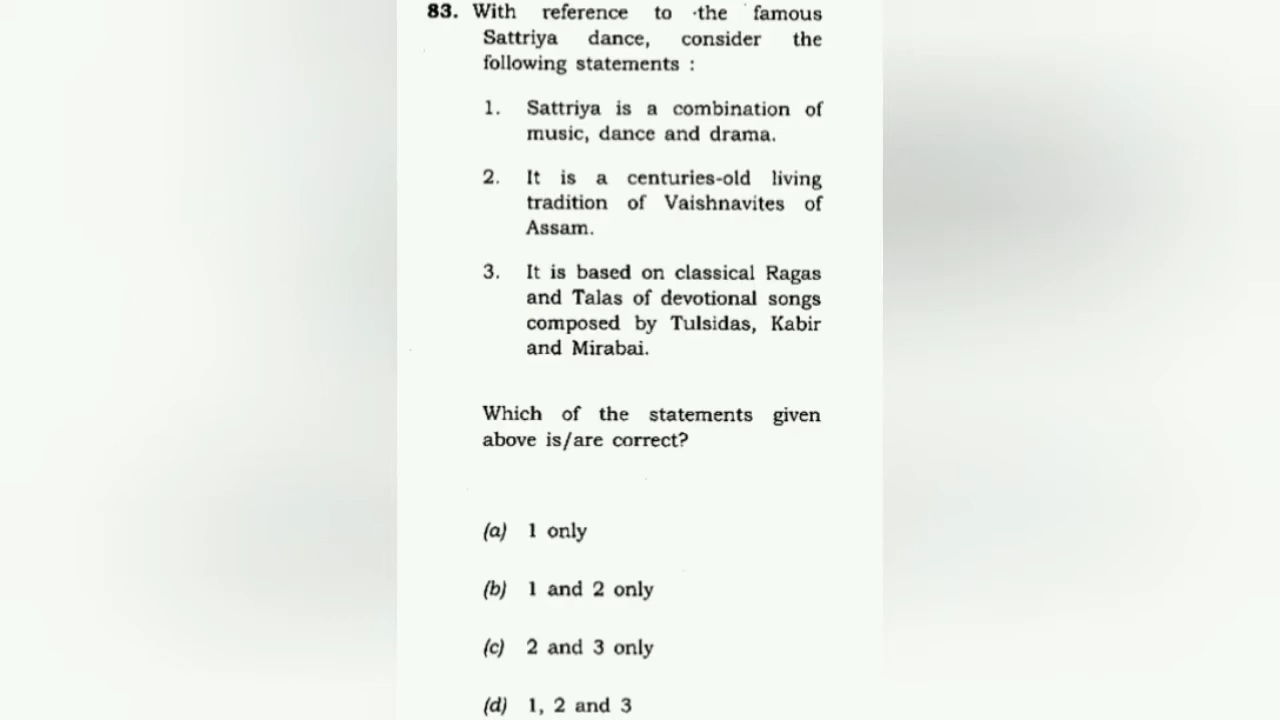 83. With reference to the famous
Sattriya dance, consider the
following statements :
1. Sattriya is a combination of
music, dance and drama.
2. It is a centuries-old living
tradition of Vaishnavites of
Assam.
3. It is based on classical Ragas
and Talas of devotional songs
composed by Tulsidas, Kabir
and Mirabai.
Which of the statements given
above is/are correct?
(a) 1 only
(b) 1 and 2 only
(c) 2 and 3 only
(d) 1, 2 and 3